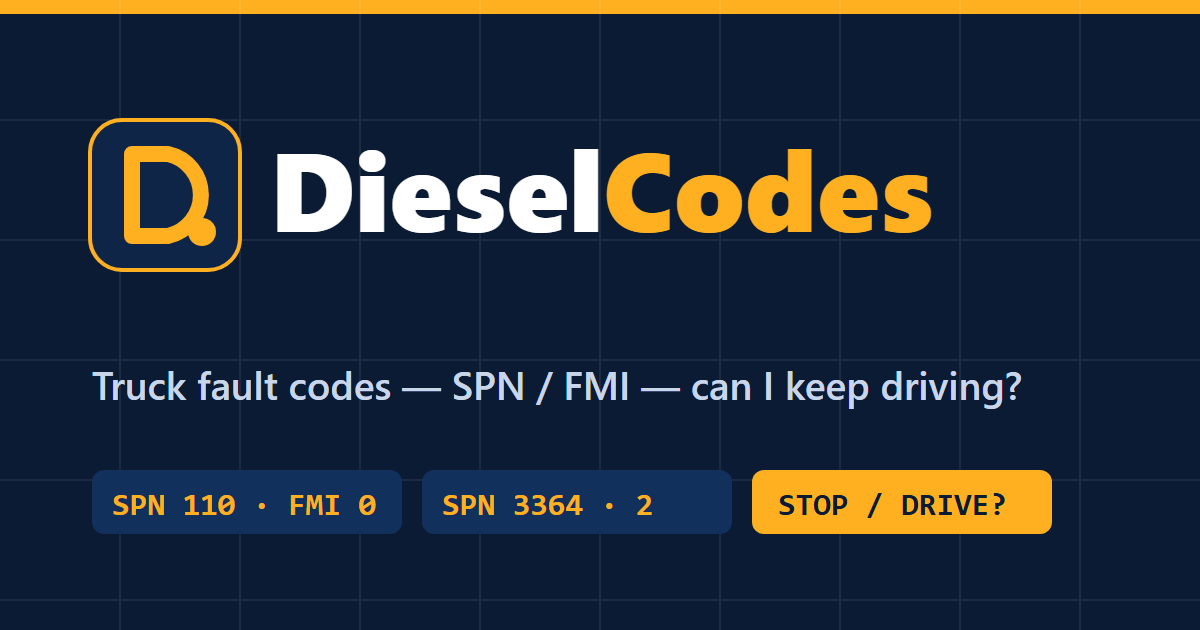 DieselCodes
Truck fault codes — SPN / FMI — can I keep driving?
SPN 110 · FMI 0
SPN 3364 · 2
STOP / DRIVE?